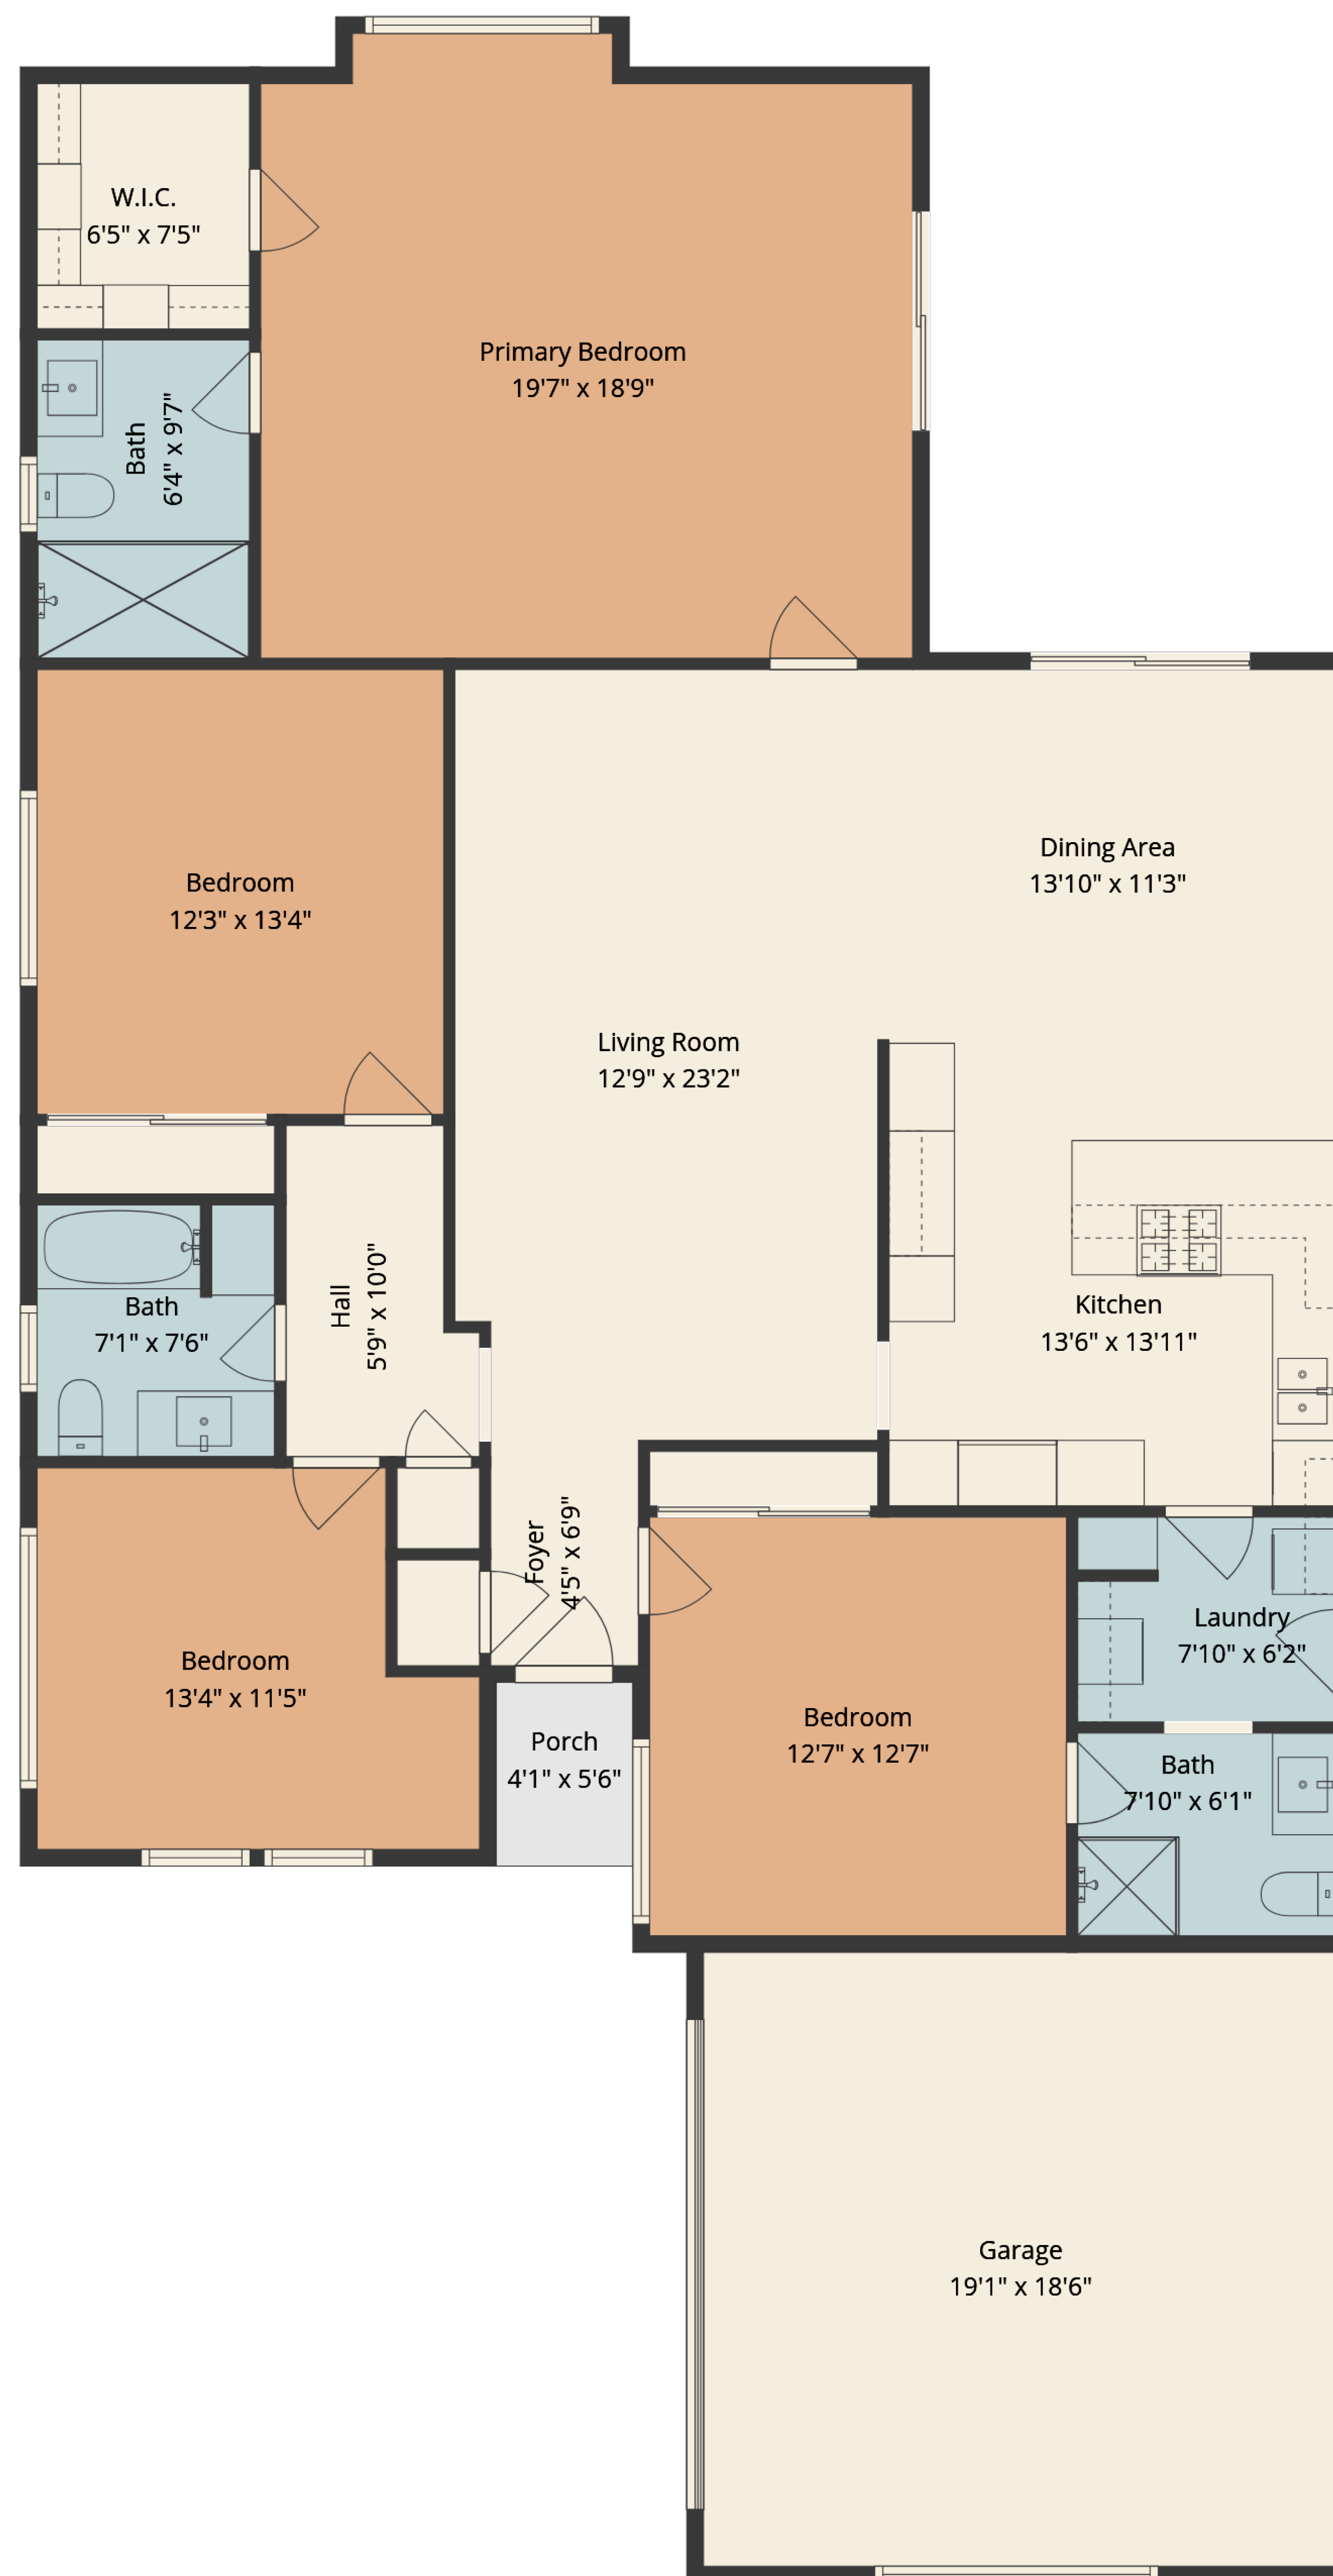 W.I.C.
6'5" x 7'5"
Primary Bedroom
19'7" x 18'9"
Bath
6'4" x 9'7"
Bedroom
12'3" x 13'4"
Dining Area
13'10" x 11'3"
Living Room
12'9" x 23'2"
Hall
5'9" x 10'0"
Bath
7'1" x 7'6"
Kitchen
13'6" x 13'11"
Foyer
4'5" x 6'9"
Laundry
7'10" x 6'2"
Bedroom
13'4" x 11'5"
Bedroom
12'7" x 12'7"
Porch
4'1" x 5'6"
Bath
7'10" x 6'1"
Garage
19'1" x 18'6"